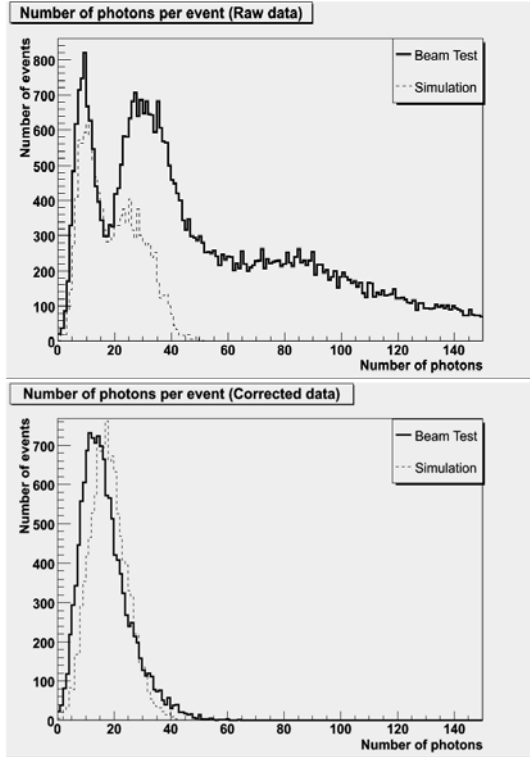 Number of photons per event (Raw data)
Number of events
800
700
600
500
400
300
200
100
0
Beam Test
Simulation
0 20 40 60 80 100 120 140
Number of photons
Number of photons per event (Corrected data)
Number of events
700
600
500
400
300
200
100
0
Beam Test
Simulation
0 20 40 60 80 100 120 140
Number of photons